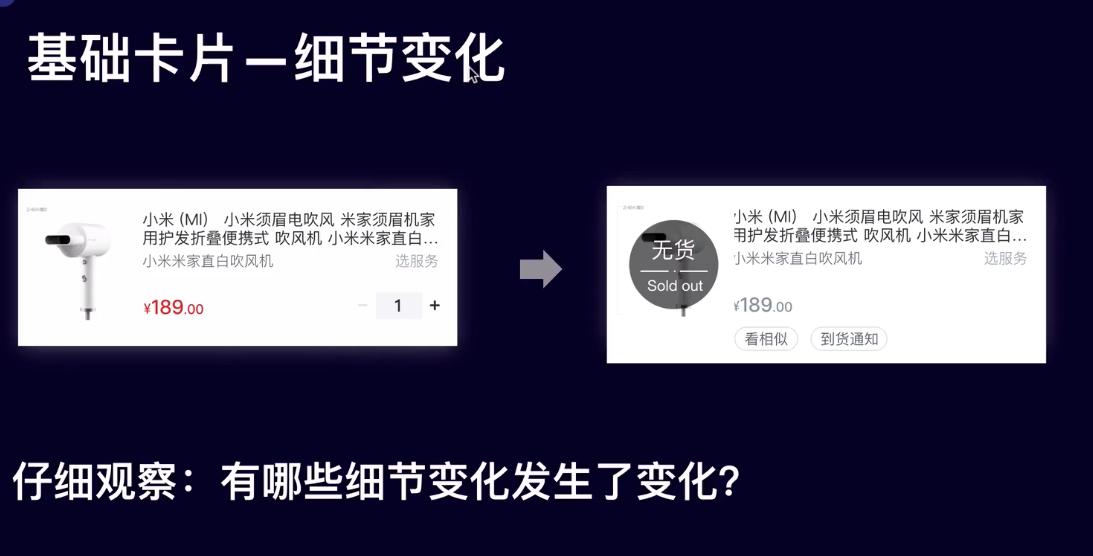 基础卡片—细节变化
小米 (MI) 小米须眉电吹风 米家须眉机家
用护发折叠便携式 吹风机 小米米家直白...
小米米家直白吹风机 选服务
¥189.00 — 1 +
小米 (MI) 小米须眉电吹风 米家须眉机家
用护发折叠便携式 吹风机 小米米家直白...
小米米家直白吹风机 选服务
无货
Sold out
¥189.00
看相似 到货通知
仔细观察：有哪些细节变化发生了变化?